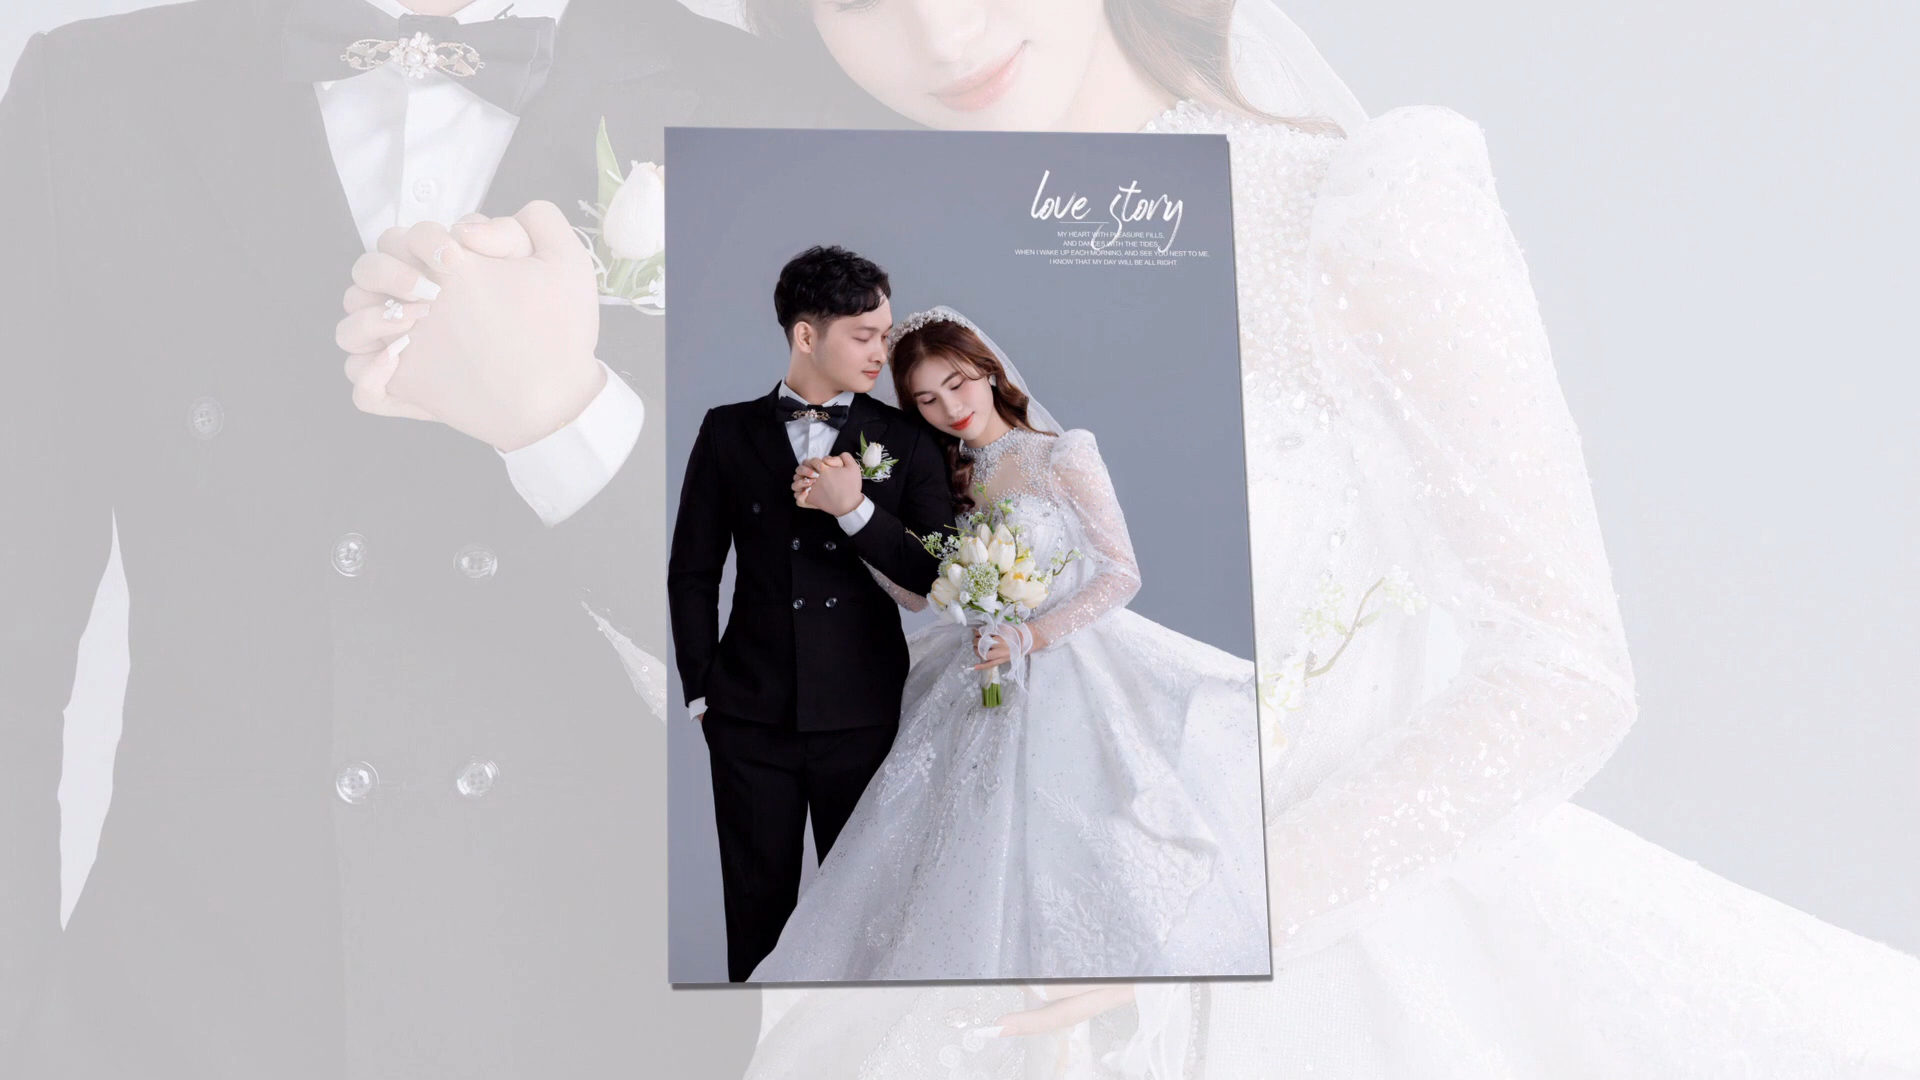 love story
MY HEART WITH PLEASURE FILLS,
AND DANCES WITH THE TIDES,
WHEN I WAKE UP EACH MORNING, AND SEE YOU NEST TO ME,
I KNOW THAT MY DAY WILL BE ALL RIGHT